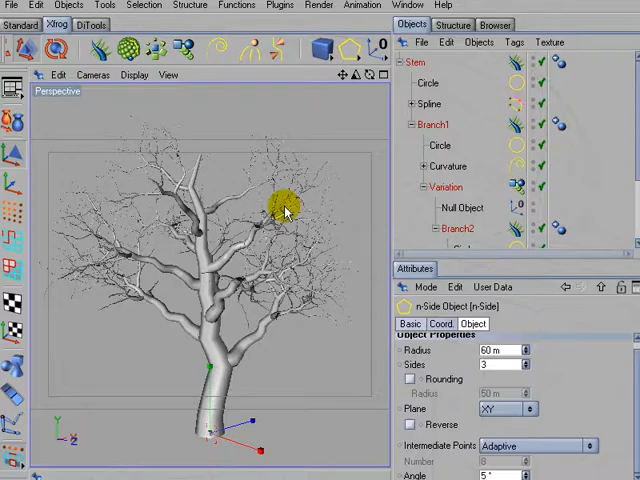 File Edit Objects Tools Selection Structure Functions Plugins Render Animation Window Help
Standard Xfrog DiTools
Objects Structure Browser
File Edit Objects Tags Texture
Edit Cameras Display View
Perspective
Stem
Circle
Spline
Branch1
Circle
Curvature
Variation
Null Object
Branch2
Attributes
Mode Edit User Data
n-Side Object [n-Side]
Basic Coord. Object
Object Properties
Radius 60 m
Sides 3
Rounding
Radius 50 m
Plane XY
Reverse
Intermediate Points Adaptive
Number 8
Angle 5 °
Y
Z